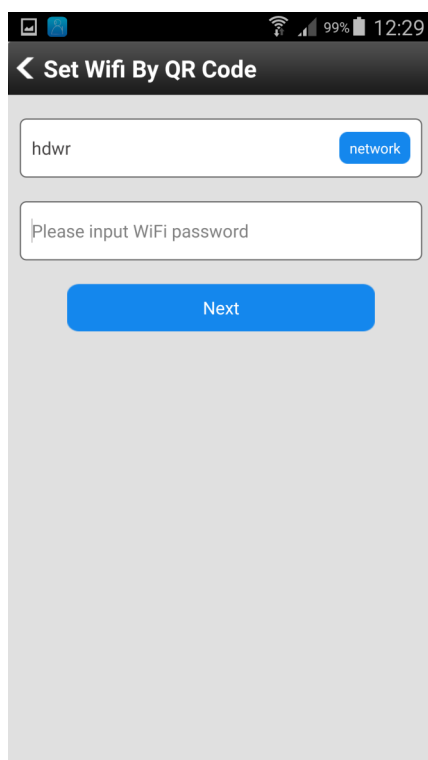 99% 12:29
Set Wifi By QR Code
hdwr
network
Please input WiFi password
Next